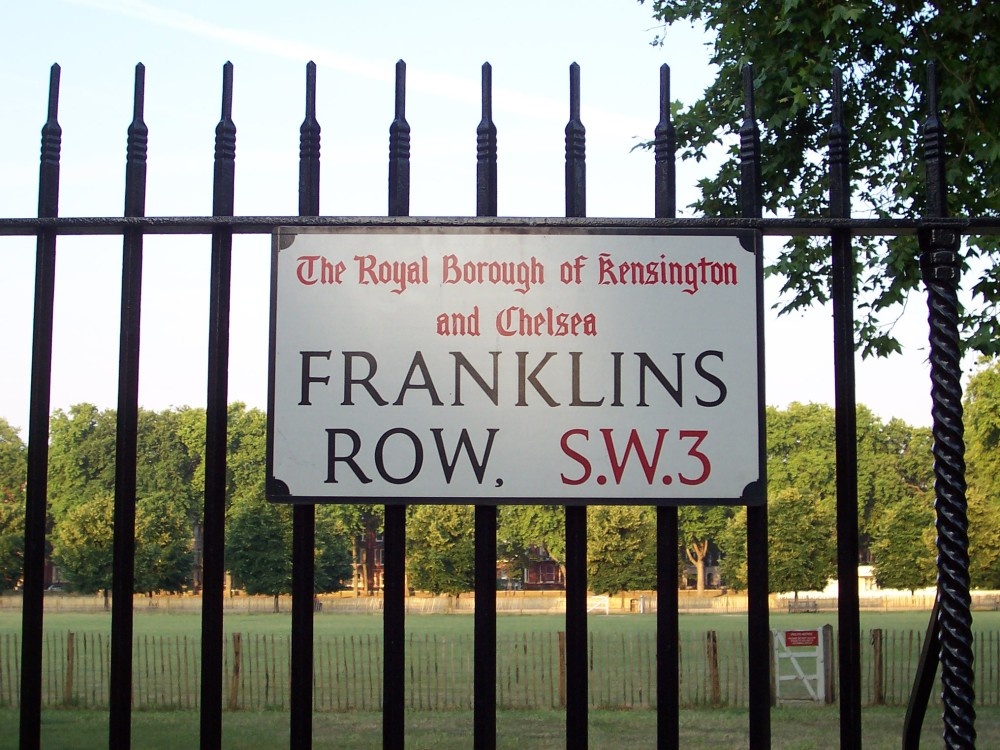 The Royal Borough of Kensington
and Chelsea
FRANKLINS
ROW, S.W.3